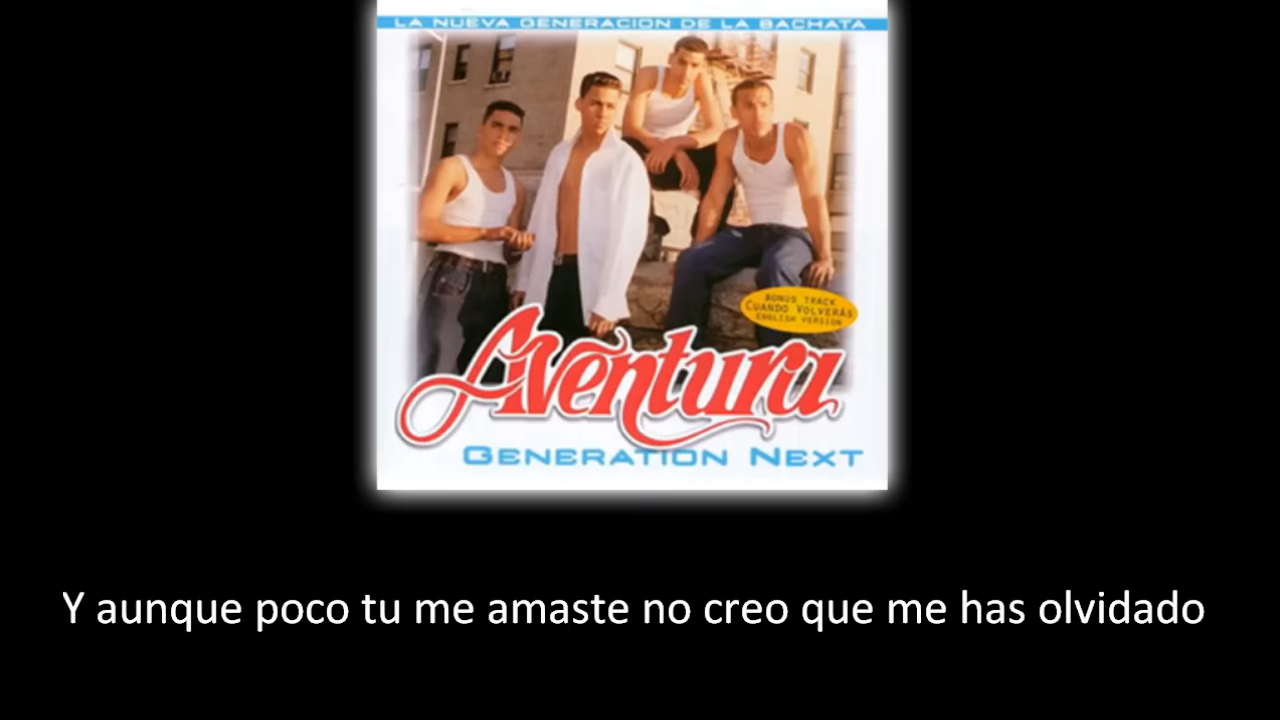 LA NUEVA GENERACION DE LA BACHATA
BONUS TRACK
CUANDO VOLVERÁS
ENGLISH VERSION
Aventura
GENERATION NEXT
Y aunque poco tu me amaste no creo que me has olvidado